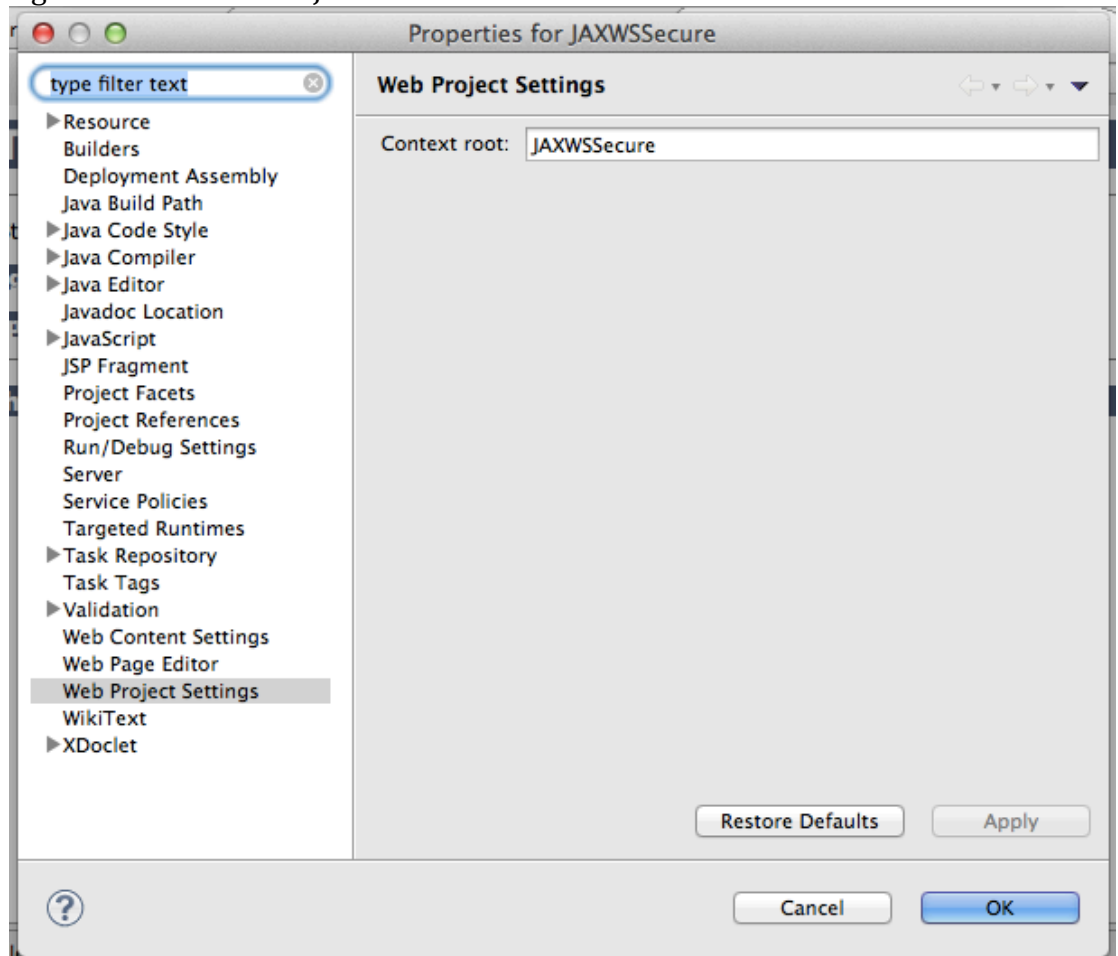 Properties for JAXWSSecure
type filter text
Resource
Builders
Deployment Assembly
Java Build Path
Java Code Style
Java Compiler
Java Editor
Javadoc Location
JavaScript
JSP Fragment
Project Facets
Project References
Run/Debug Settings
Server
Service Policies
Targeted Runtimes
Task Repository
Task Tags
Validation
Web Content Settings
Web Page Editor
Web Project Settings
WikiText
XDoclet
Web Project Settings
Context root: JAXWSSecure
Restore Defaults Apply
? Cancel OK